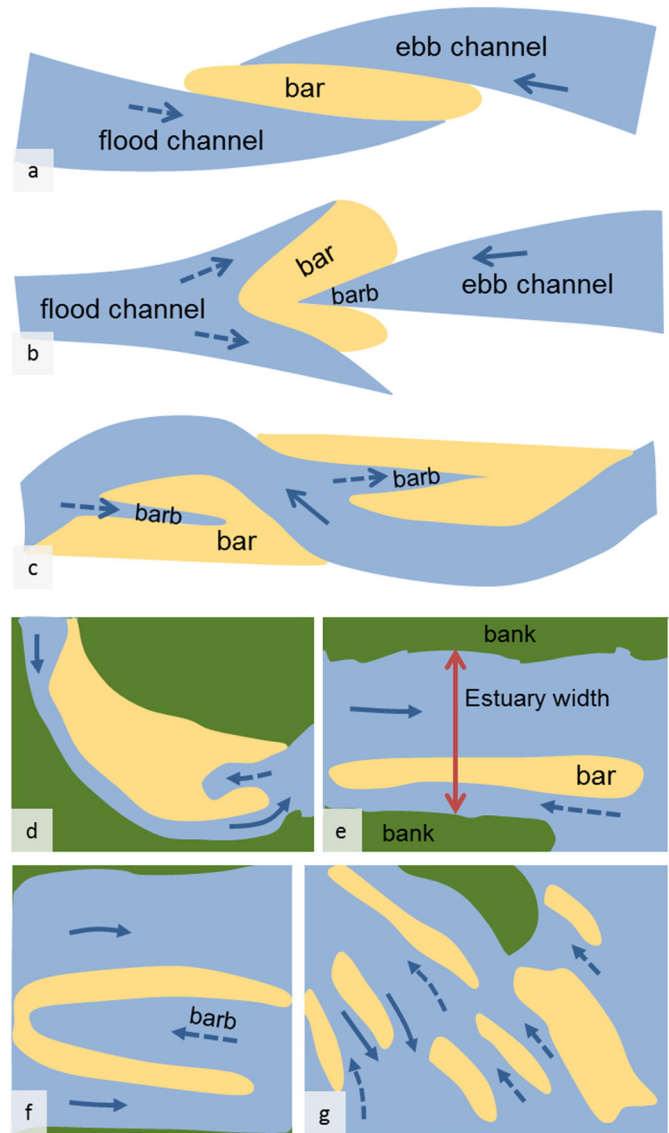 ebb channel
bar
flood channel
a
bar
barb
flood channel
ebb channel
b
barb
barb
bar
c
d
bank
Estuary width
bar
bank
e
barb
f
g